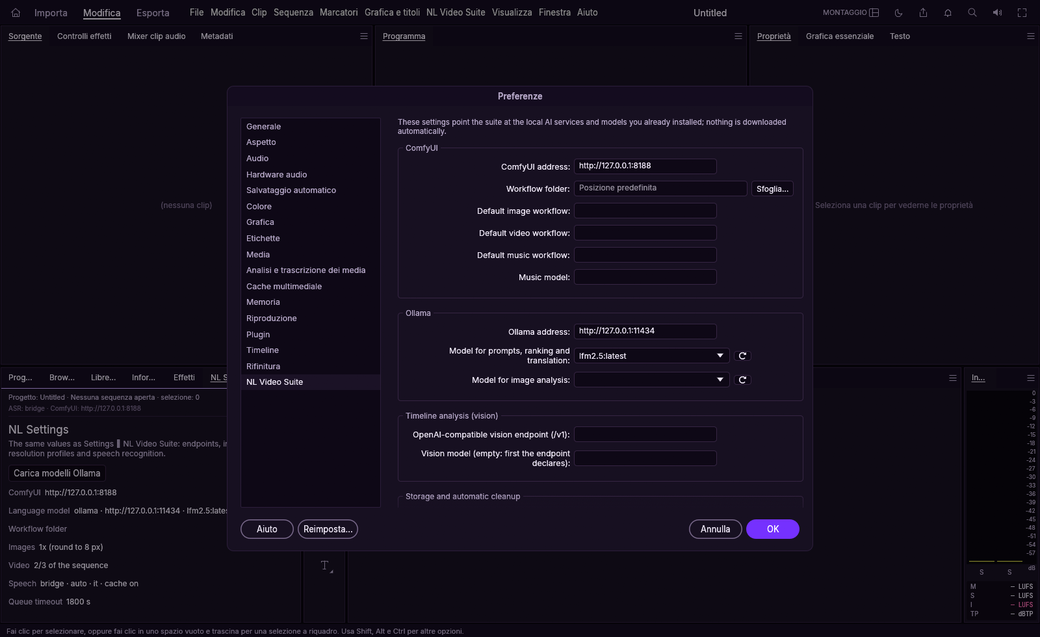 Importa Modifica Esporta File Modifica Clip Sequenza Marcatori Grafica e titoli NL Video Suite Visualizza Finestra Aiuto Untitled MONTAGGIO
Sorgente Controlli effetti Mixer clip audio Metadati Programma Proprietà Grafica essenziale Testo
Preferenze
Generale
Aspetto
Audio
Hardware audio
Salvataggio automatico
Colore
Grafica
Etichette
Media
Analisi e trascrizione dei media
Cache multimediale
Memoria
Riproduzione
Plugin
Timeline
Rifinitura
NL Video Suite
These settings point the suite at the local AI services and models you already installed; nothing is downloaded
automatically.
ComfyUI
ComfyUI address: http://127.0.0.1:8188
Workflow folder: Posizione predefinita Sfoglia...
Default image workflow:
Default video workflow:
Default music workflow:
Music model:
Ollama
Ollama address: http://127.0.0.1:11434
Model for prompts, ranking and
translation: lfm2.5:latest
Model for image analysis:
Timeline analysis (vision)
OpenAI-compatible vision endpoint (/v1):
Vision model (empty: first the endpoint
declares):
Storage and automatic cleanup
Aiuto Reimposta... Annulla OK
(nessuna clip)
Seleziona una clip per vederne le proprietà
Prog... Brow... Libre... Infor... Effetti NL S
Progetto: Untitled · Nessuna sequenza aperta · selezione: 0
ASR: bridge · ComfyUI: http://127.0.0.1:8188
NL Settings
The same values as Settings NL Video Suite: endpoints,
resolution profiles and speech recognition.
Carica modelli Ollama
ComfyUI http://127.0.0.1:8188
Language model ollama · http://127.0.0.1:11434 · lfm2.5:lates
Workflow folder
Images 1x (round to 8 px)
Video 2/3 of the sequence
Speech bridge · auto · it · cache on
Queue timeout 1800 s
T
In...
0
-3
-6
-9
-12
-15
-18
-21
-24
-27
-30
-33
-36
-39
-42
-45
-48
-51
-54
-57
dB
S S
M – LUFS
S – LUFS
I – LUFS
TP – dBTP
Fai clic per selezionare, oppure fai clic in uno spazio vuoto e trascina per una selezione a riquadro. Usa Shift, Alt e Ctrl per altre opzioni.